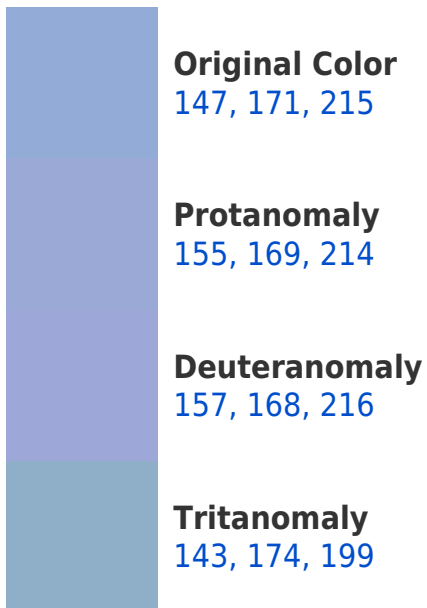 Original Color
147, 171, 215
Protanomaly
155, 169, 214
Deuteranomaly
157, 168, 216
Tritanomaly
143, 174, 199